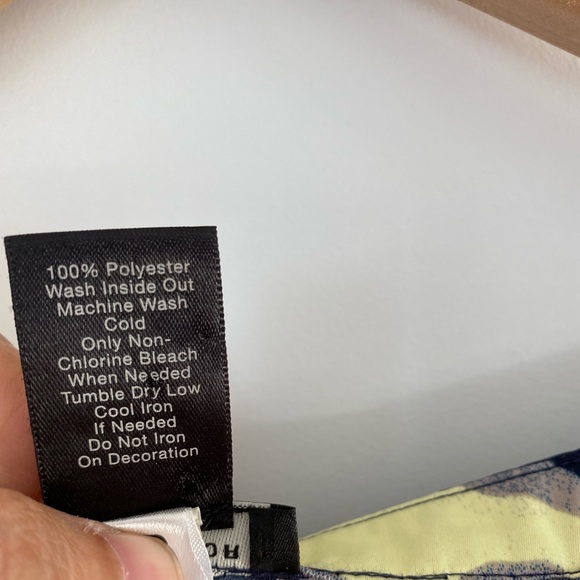 100% Polyester
Wash Inside Out
Machine Wash
Cold
Only Non-
Chlorine Bleach
When Needed
Tumble Dry Low
Cool Iron
If Needed
Do Not Iron
On Decoration